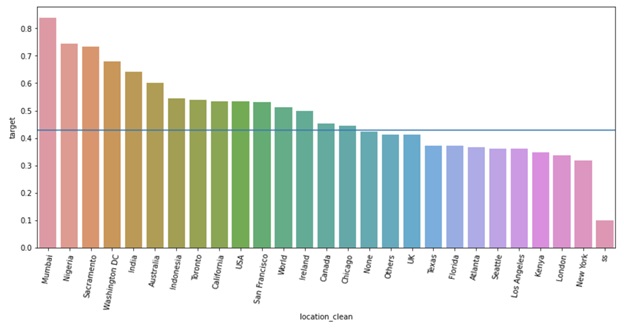 0.8
0.7
0.6
0.5
0.4
0.3
0.2
0.1
0.0
target
Mumbai
Nigeria
Sacramento
Washington DC
India
Australia
Indonesia
Toronto
California
USA
San Francisco
World
Ireland
Canada
Chicago
None
Others
UK
Texas
Florida
Atlanta
Seattle
Los Angeles
Kenya
London
New York
ss
location_clean